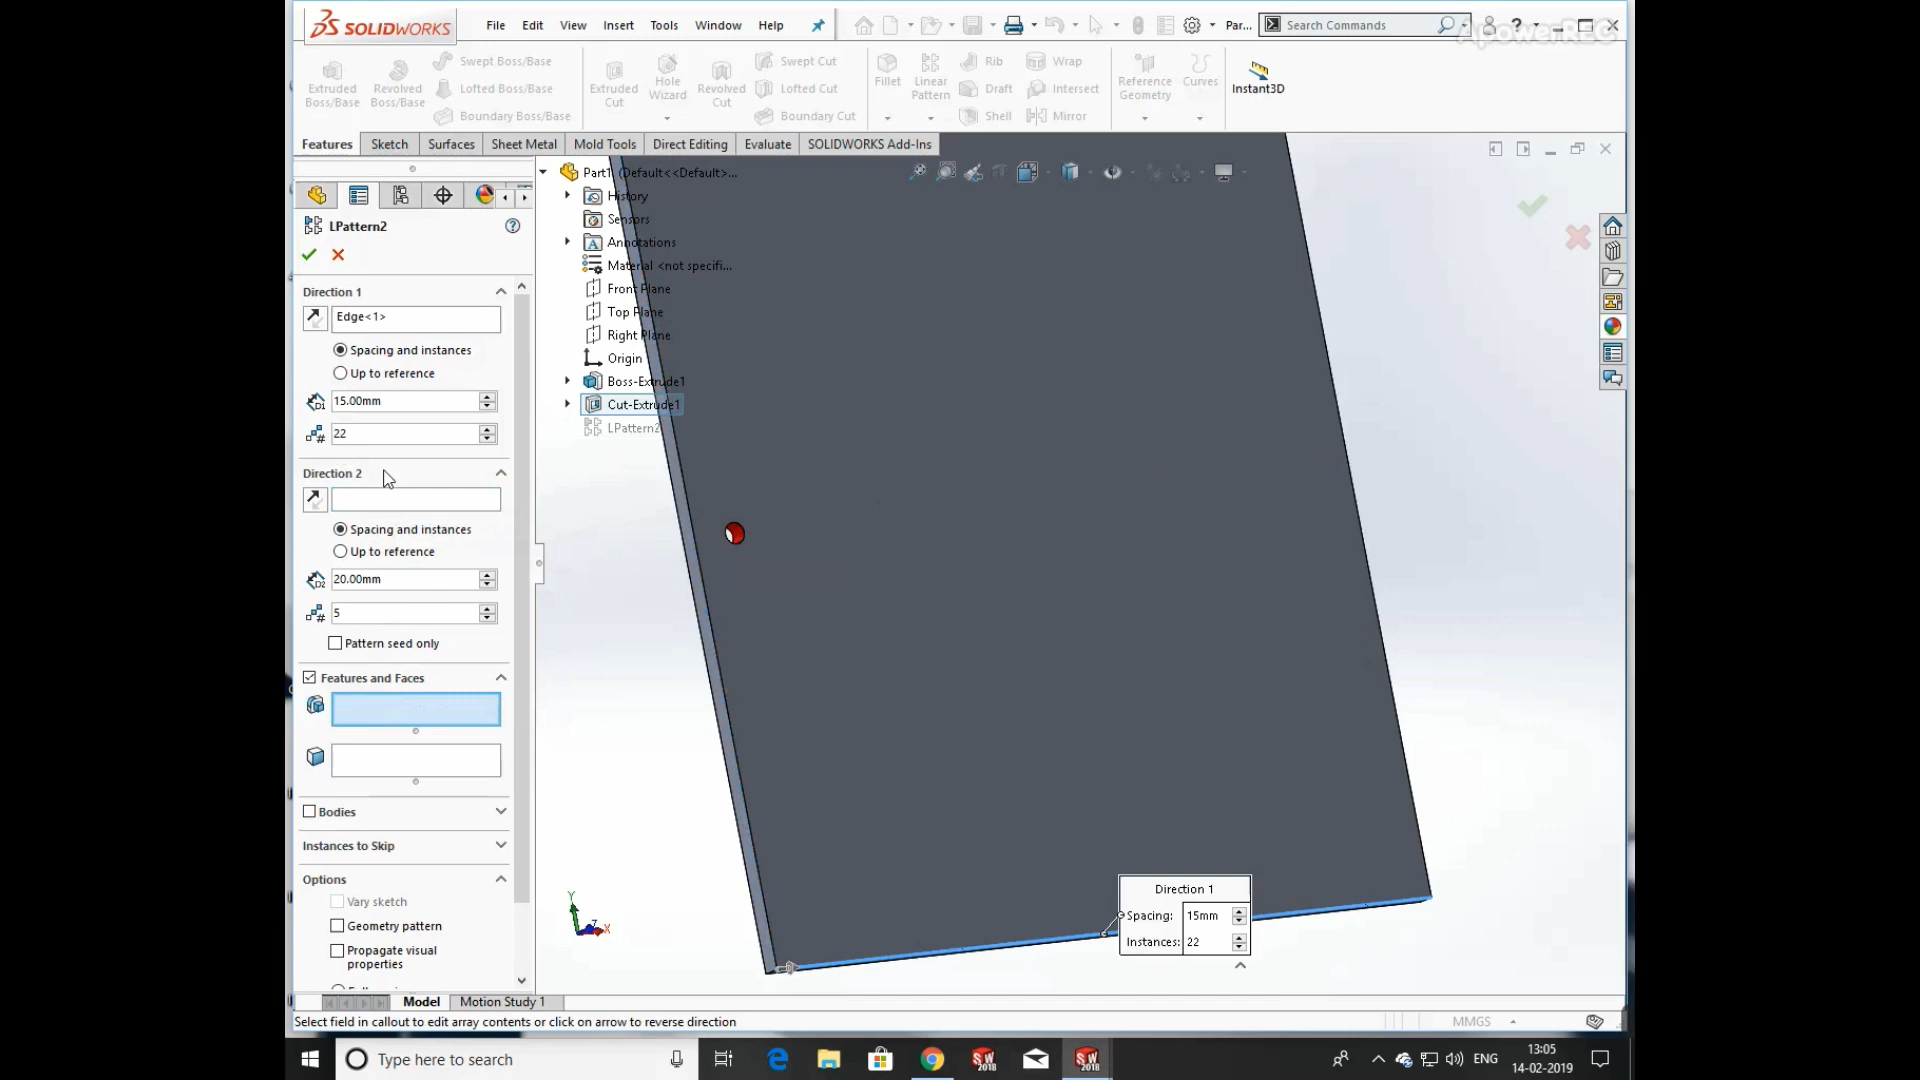 SOLIDWORKS File Edit View Insert Tools Window Help Par... Search Commands ?
ApowerREC
Extruded Boss/Base
Revolved Boss/Base
Swept Boss/Base
Lofted Boss/Base
Boundary Boss/Base
Extruded Cut
Hole Wizard
Revolved Cut
Swept Cut
Lofted Cut
Boundary Cut
Fillet
Linear Pattern
Rib
Draft
Shell
Wrap
Intersect
Mirror
Reference Geometry
Curves
Instant3D
Features Sketch Surfaces Sheet Metal Mold Tools Direct Editing Evaluate SOLIDWORKS Add-Ins
LPattern2
Direction 1
Edge<1>
Spacing and instances
Up to reference
D1 15.00mm
# 22
Direction 2
Spacing and instances
Up to reference
D2 20.00mm
# 5
Pattern seed only
Features and Faces
Bodies
Instances to Skip
Options
Vary sketch
Geometry pattern
Propagate visual
properties
Part1 (Default<<Default>...
History
Sensors
A Annotations
Material <not specifi...
Front Plane
Top Plane
Right Plane
Origin
Boss-Extrude1
Cut-Extrude1
LPattern2
Direction 1
Spacing: 15mm
Instances: 22
Y
Z
X
Model Motion Study 1
Select field in callout to edit array contents or click on arrow to reverse direction MMGS
Type here to search
SW 2018
SW 2018
ENG
13:05
14-02-2019